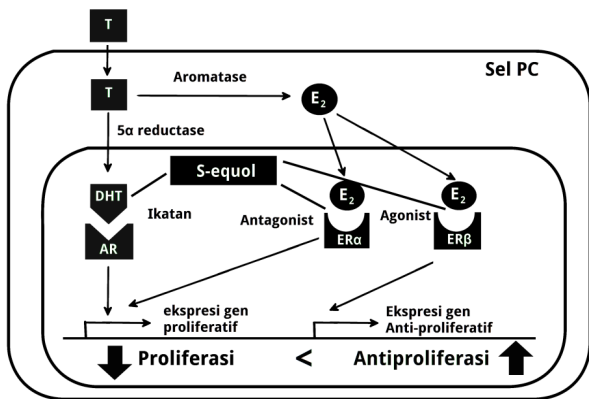 T
Sel PC
Aromatase
T
E₂
5α reductase
S-equol
DHT
E₂
E₂
Ikatan
Antagonist
Agonist
AR
ERα
ERβ
ekspresi gen
proliferatif
Ekspresi gen
Anti-proliferatif
Proliferasi < Antiproliferasi